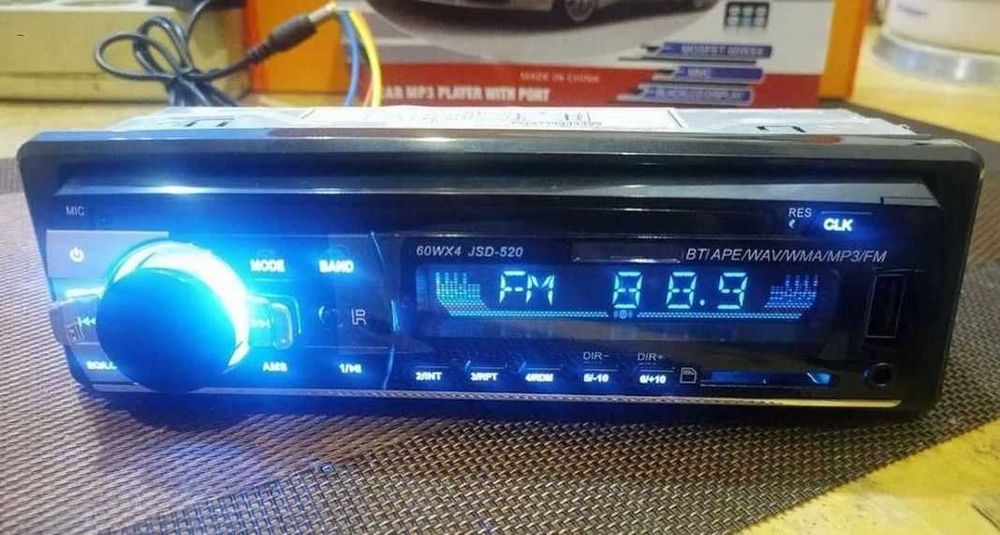 MADE IN CHINA
CAR MP3 PLAYER WITH PORT
MIC
RES
CLK
60WX4 JSD-520
BT/APE/WAV/WMA/MP3/FM
MODE
BAND
FM 88.9
AMS
1/▶II
2/INT
3/RPT
4/RDM
DIR-
5/-10
DIR+
6/+10